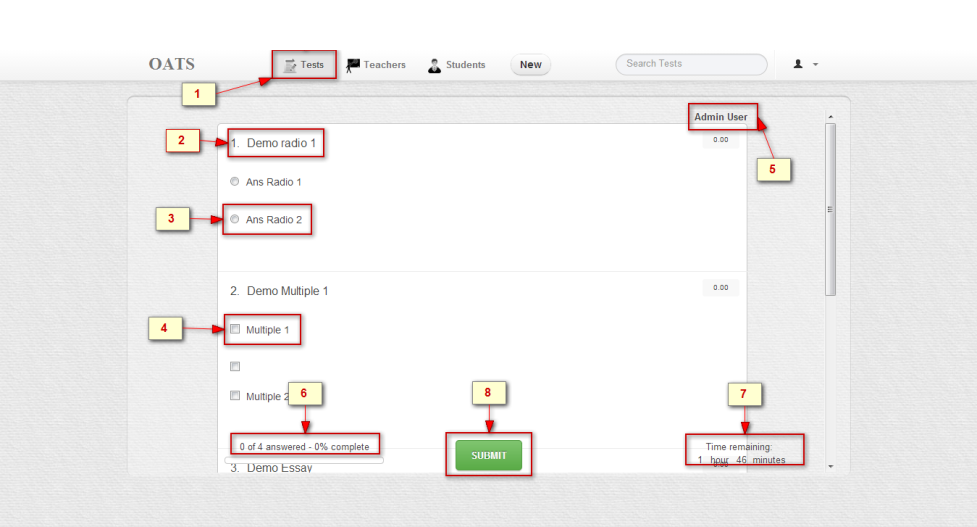 OATS Tests Teachers Students New Search Tests
1
Admin User
2 1. Demo radio 1 0.00
5
Ans Radio 1
3 Ans Radio 2
2. Demo Multiple 1 0.00
4 Multiple 1
Multiple 2
6 8 7
0 of 4 answered - 0% complete
SUBMIT
Time remaining:
1 hour 46 minutes
3. Demo Essay 0.00